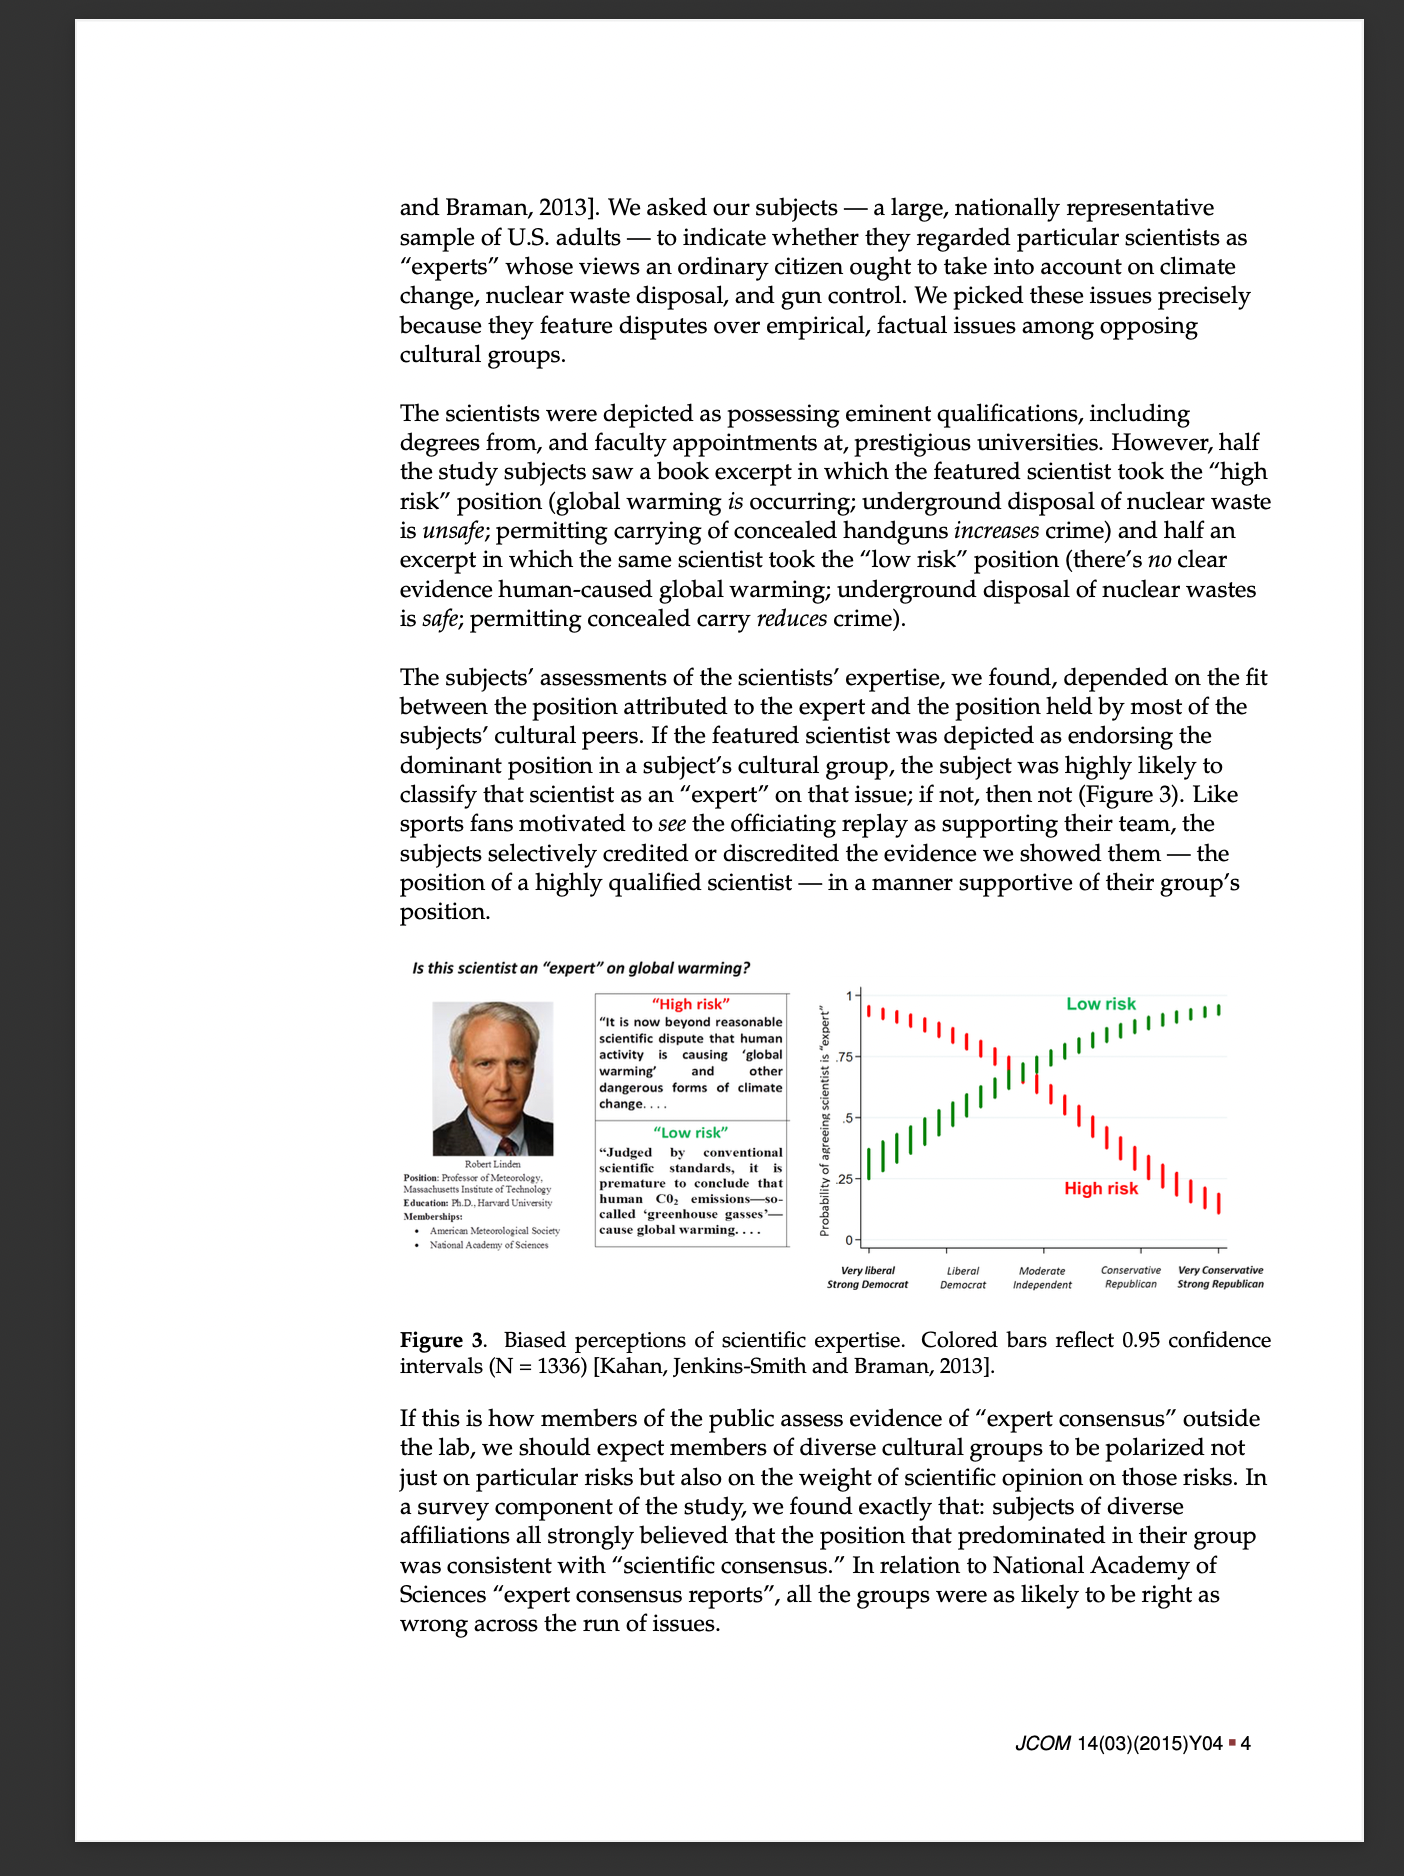 and Braman, 2013]. We asked our subjects — a large, nationally representative
sample of U.S. adults — to indicate whether they regarded particular scientists as
“experts” whose views an ordinary citizen ought to take into account on climate
change, nuclear waste disposal, and gun control. We picked these issues precisely
because they feature disputes over empirical, factual issues among opposing
cultural groups.
The scientists were depicted as possessing eminent qualifications, including
degrees from, and faculty appointments at, prestigious universities. However, half
the study subjects saw a book excerpt in which the featured scientist took the “high
risk” position (global warming is occurring; underground disposal of nuclear waste
is unsafe; permitting carrying of concealed handguns increases crime) and half an
excerpt in which the same scientist took the “low risk” position (there’s no clear
evidence human-caused global warming; underground disposal of nuclear wastes
is safe; permitting concealed carry reduces crime).
The subjects’ assessments of the scientists’ expertise, we found, depended on the fit
between the position attributed to the expert and the position held by most of the
subjects’ cultural peers. If the featured scientist was depicted as endorsing the
dominant position in a subject’s cultural group, the subject was highly likely to
classify that scientist as an “expert” on that issue; if not, then not (Figure 3). Like
sports fans motivated to see the officiating replay as supporting their team, the
subjects selectively credited or discredited the evidence we showed them — the
position of a highly qualified scientist — in a manner supportive of their group’s
position.
Is this scientist an “expert” on global warming?
Robert Linden
Position: Professor of Meteorology,
Massachusetts Institute of Technology
Education: Ph.D., Harvard University
Memberships:
• American Meteorological Society
• National Academy of Sciences
“High risk”
“It is now beyond reasonable
scientific dispute that human
activity is causing ‘global
warming’ and other
dangerous forms of climate
change. . . .
“Low risk”
“Judged by conventional
scientific standards, it is
premature to conclude that
human C02 emissions—so-
called ‘greenhouse gasses’—
cause global warming. . . .
Probability of agreeing scientist is “expert”
1
.75
.5
.25
0
Low risk
High risk
Very liberal
Strong Democrat
Liberal
Democrat
Moderate
Independent
Conservative
Republican
Very Conservative
Strong Republican
Figure 3. Biased perceptions of scientific expertise. Colored bars reflect 0.95 confidence
intervals (N = 1336) [Kahan, Jenkins-Smith and Braman, 2013].
If this is how members of the public assess evidence of “expert consensus” outside
the lab, we should expect members of diverse cultural groups to be polarized not
just on particular risks but also on the weight of scientific opinion on those risks. In
a survey component of the study, we found exactly that: subjects of diverse
affiliations all strongly believed that the position that predominated in their group
was consistent with “scientific consensus.” In relation to National Academy of
Sciences “expert consensus reports”, all the groups were as likely to be right as
wrong across the run of issues.
JCOM 14(03)(2015)Y04 ▪ 4